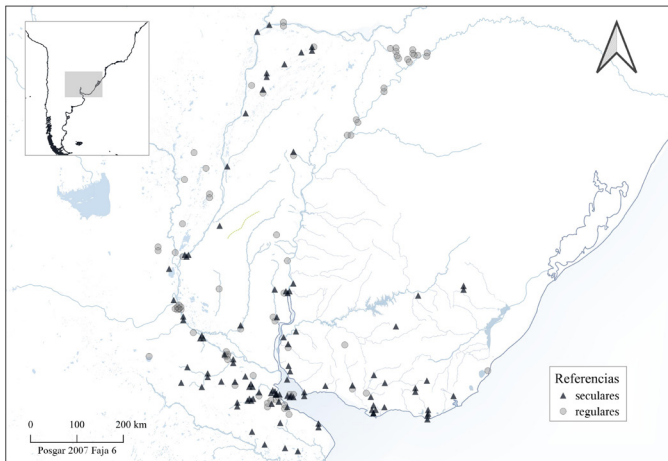 Referencias
seculares
regulares
0 100 200 km
Posgar 2007 Faja 6